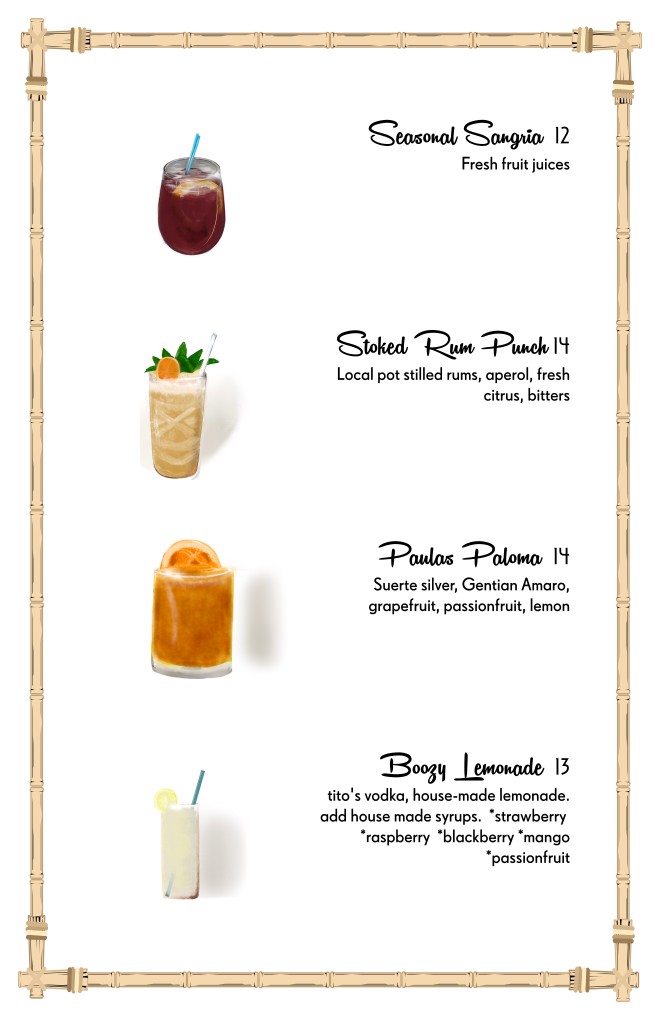 Seasonal Sangria 12
Fresh fruit juices
Stoked Rum Punch 14
Local pot stilled rums, aperol, fresh
citrus, bitters
Paulas Paloma 14
Suerte silver, Gentian Amaro,
grapefruit, passionfruit, lemon
Boozy Lemonade 13
tito's vodka, house-made lemonade.
add house made syrups. *strawberry
*raspberry *blackberry *mango
*passionfruit